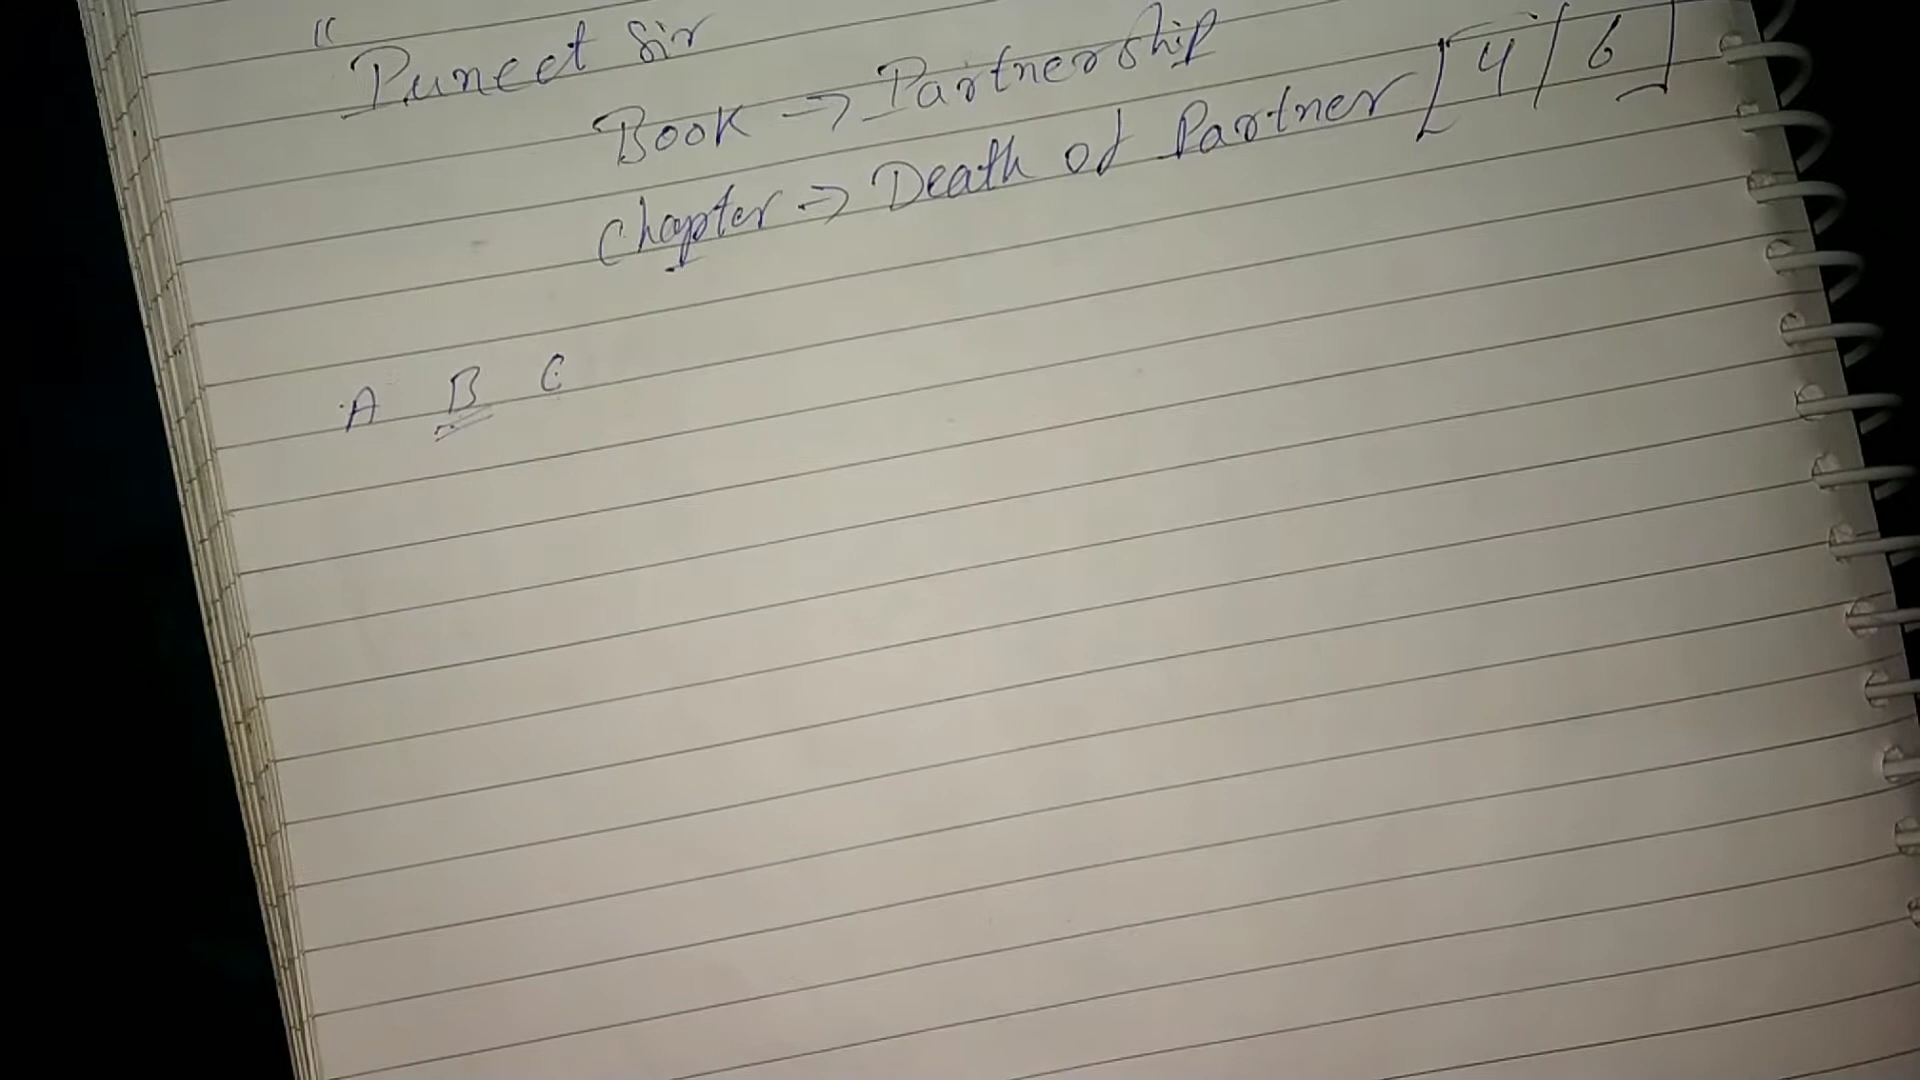 "Puneet Sir
Book → Partnership
Chapter → Death of Partner [4/6]
A B C